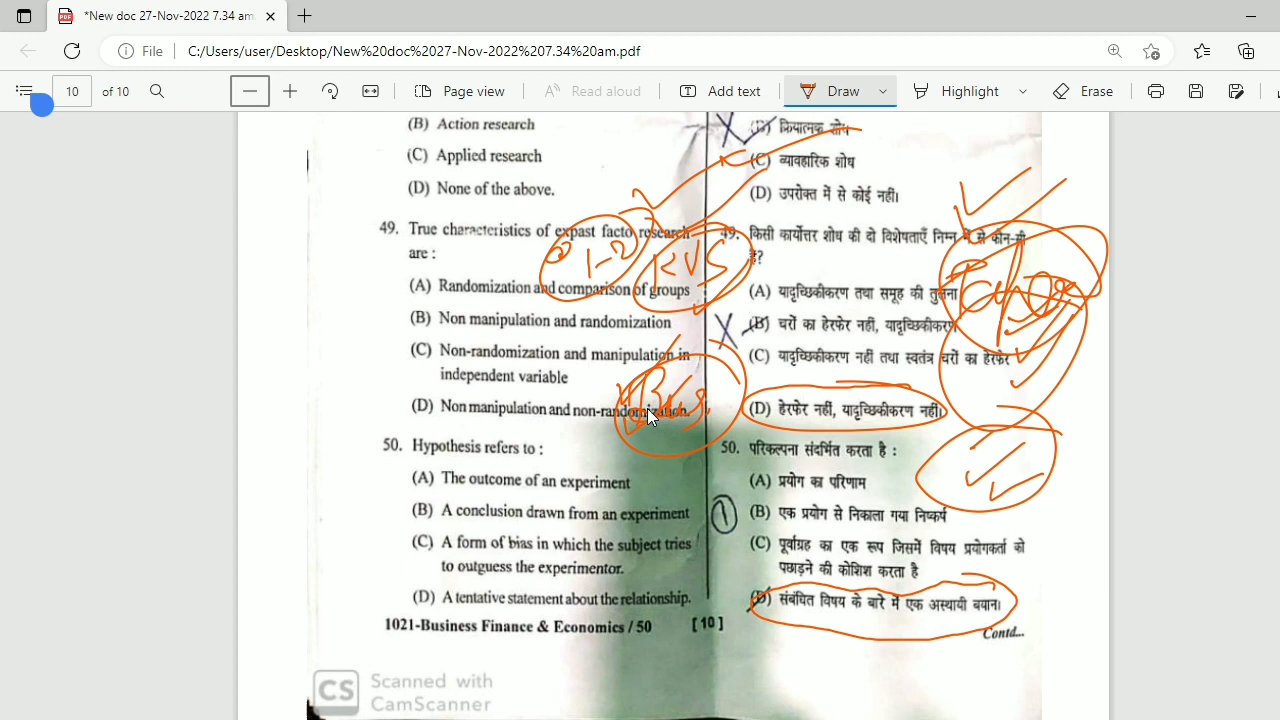 *New doc 27-Nov-2022 7.34 am.
File
C:/Users/user/Desktop/New%20doc%2027-Nov-2022%207.34%20am.pdf
10 of 10
Page view
Read aloud
Add text
Draw
Highlight
Erase
(B) Action research
(C) Applied research
(D) None of the above.
49. True characteristics of expast facto research
are :
(A) Randomization and comparison of groups
(B) Non manipulation and randomization
(C) Non-randomization and manipulation in
independent variable
(D) Non manipulation and non-randomization.
50. Hypothesis refers to :
(A) The outcome of an experiment
(B) A conclusion drawn from an experiment
(C) A form of bias in which the subject tries
to outguess the experimentor.
(D) A tentative statement about the relationship.
(B) क्रियात्मक शोध
(C) व्यावहारिक शोध
(D) उपरोक्त में से कोई नहीं।
49. किसी कार्योत्तर शोध की दो विशेषताएँ निम्न में से कौन-सी
हैं?
(A) यादृच्छिकीकरण तथा समूह की तुलना
(B) चरों का हेरफेर नहीं, यादृच्छिकीकरण
(C) यादृच्छिकीकरण नहीं तथा स्वतंत्र चरों का हेरफेर
(D) हेरफेर नहीं, यादृच्छिकीकरण नहीं।
50. परिकल्पना संदर्भित करता है :
(A) प्रयोग का परिणाम
(B) एक प्रयोग से निकाला गया निष्कर्ष
(C) पूर्वाग्रह का एक रूप जिसमें विषय प्रयोगकर्ता को
पछाड़ने की कोशिश करता है
(D) संबंधित विषय के बारे में एक अस्थायी बयान।
1021-Business Finance & Economics / 50 [10]
Contd...
1-2
KVS
1
CS Scanned with
CamScanner